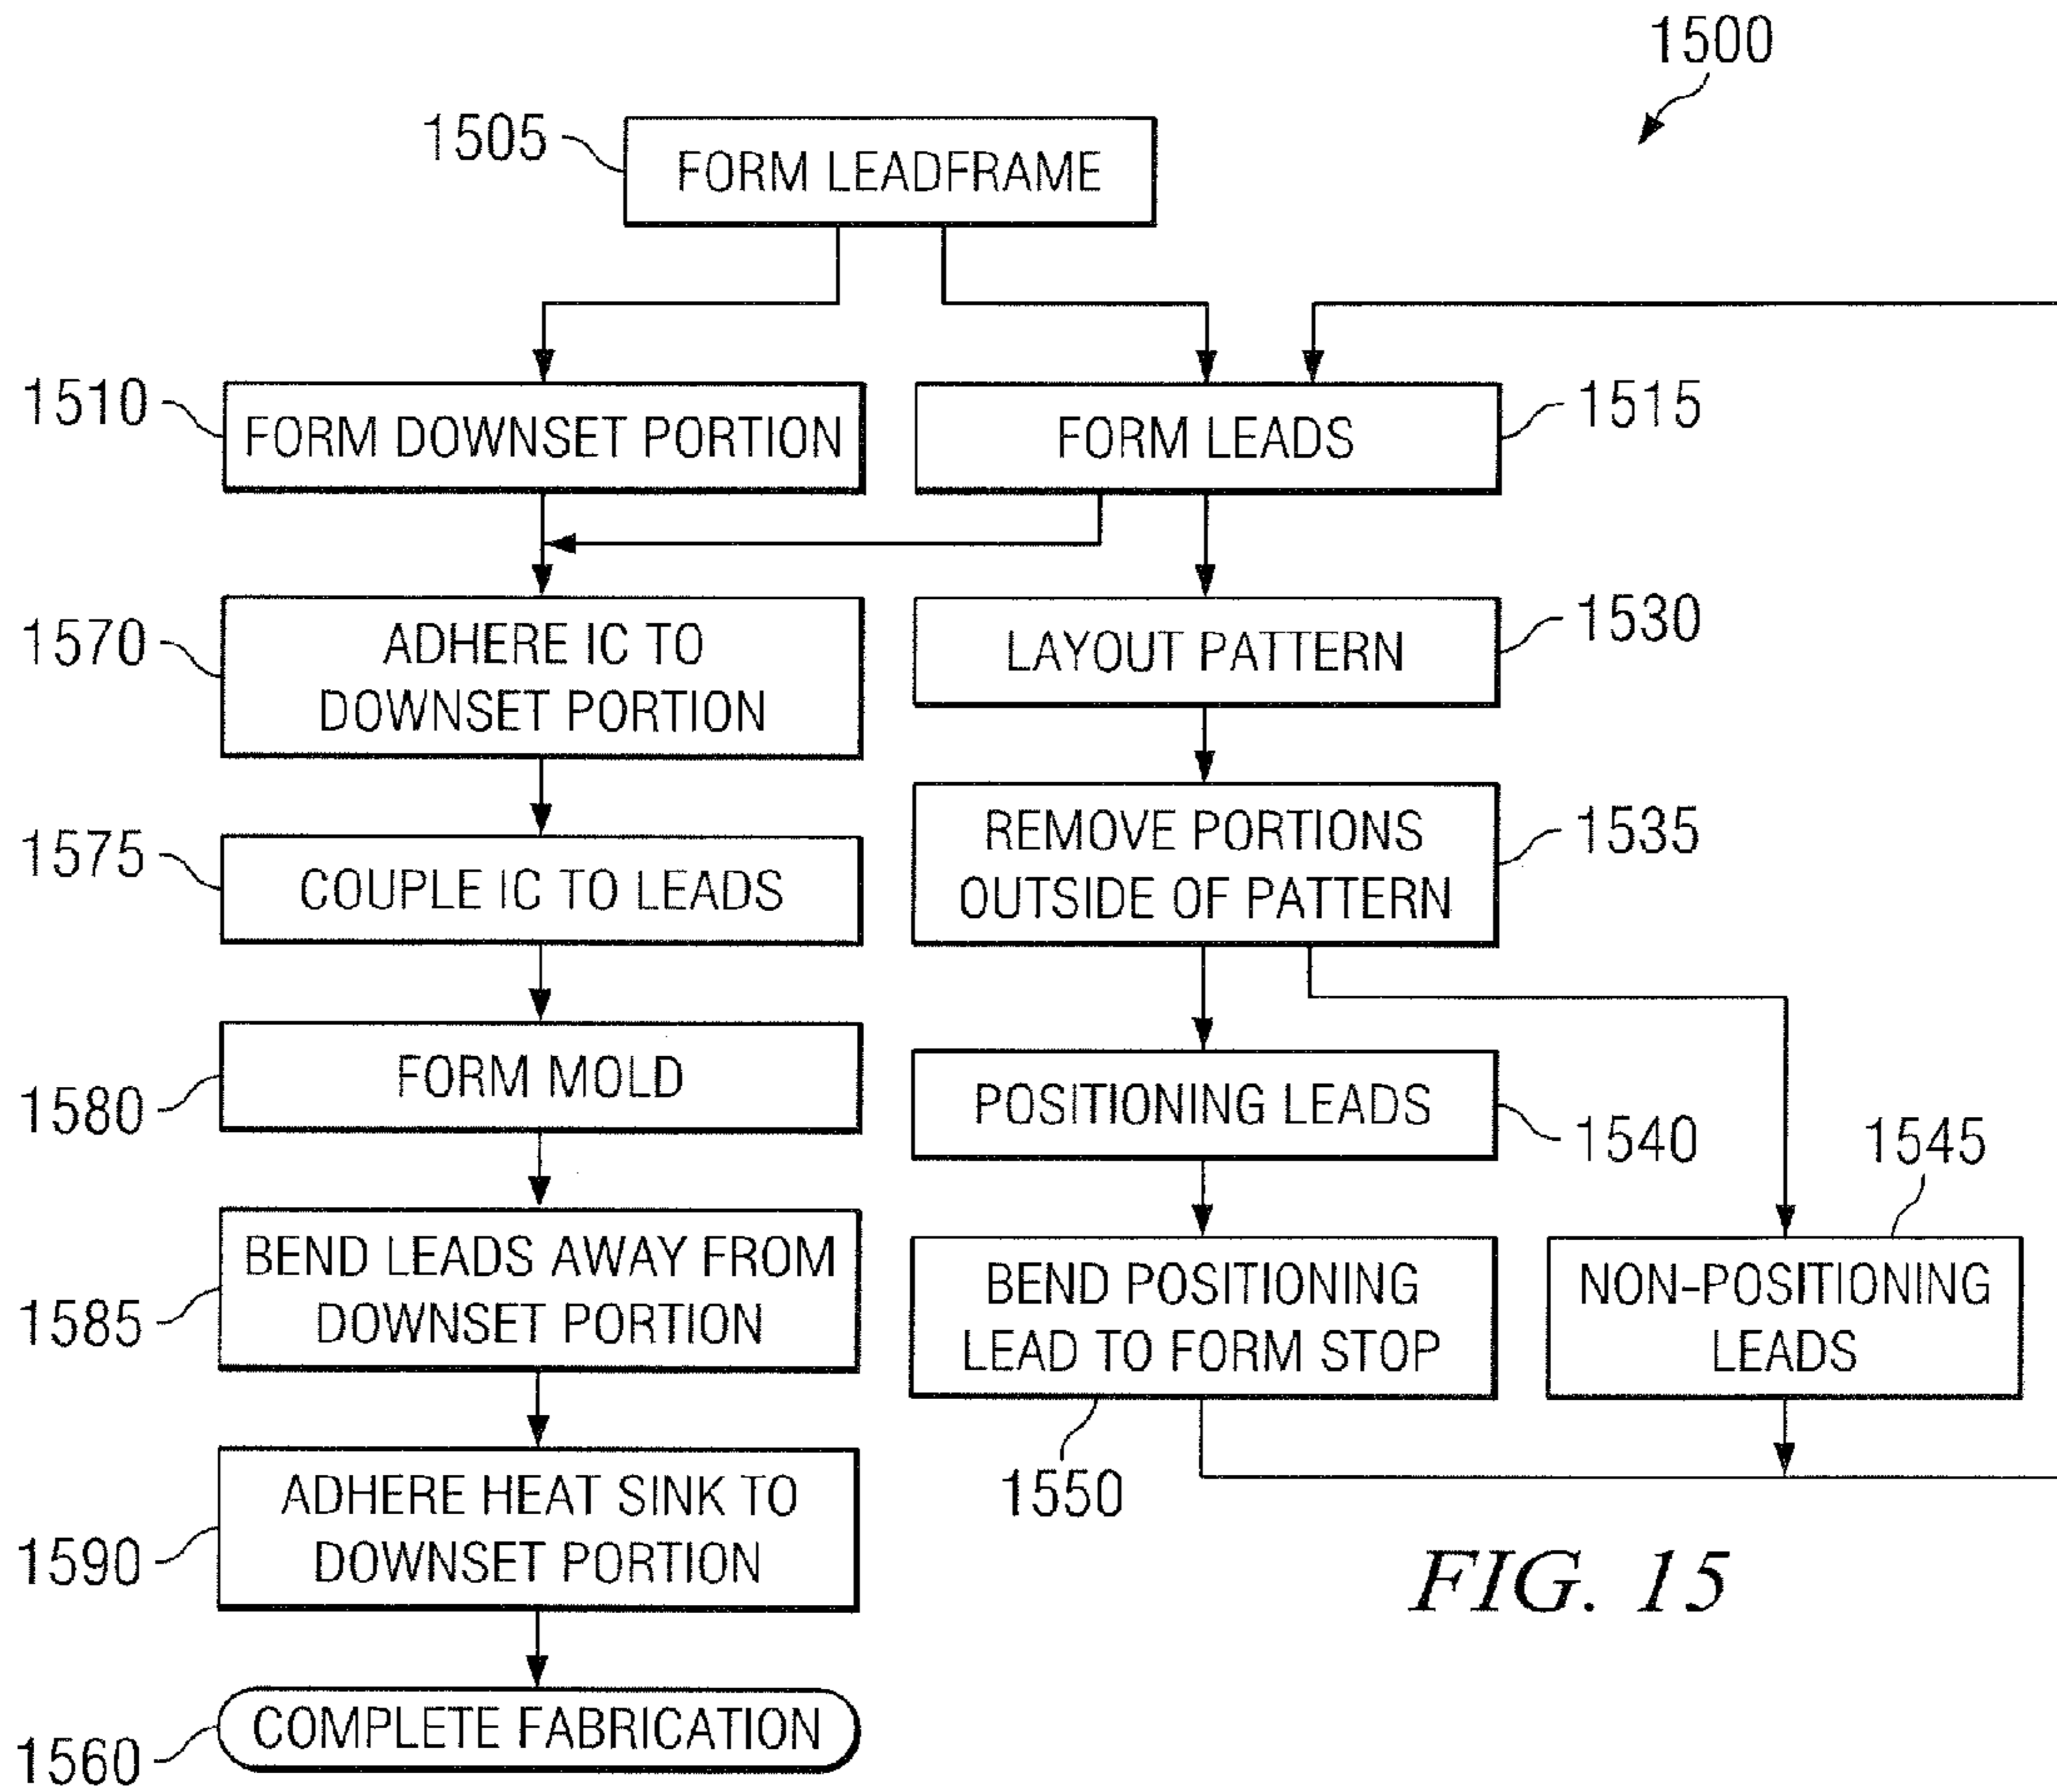 1500
1505
FORM LEADFRAME
1510
FORM DOWNSET PORTION
FORM LEADS
1515
1570
ADHERE IC TO
DOWNSET PORTION
LAYOUT PATTERN
1530
1575
COUPLE IC TO LEADS
REMOVE PORTIONS
OUTSIDE OF PATTERN
1535
1580
FORM MOLD
POSITIONING LEADS
1540
1545
1585
BEND LEADS AWAY FROM
DOWNSET PORTION
BEND POSITIONING
LEAD TO FORM STOP
1550
NON-POSITIONING
LEADS
1590
ADHERE HEAT SINK TO
DOWNSET PORTION
FIG. 15
1560
COMPLETE FABRICATION